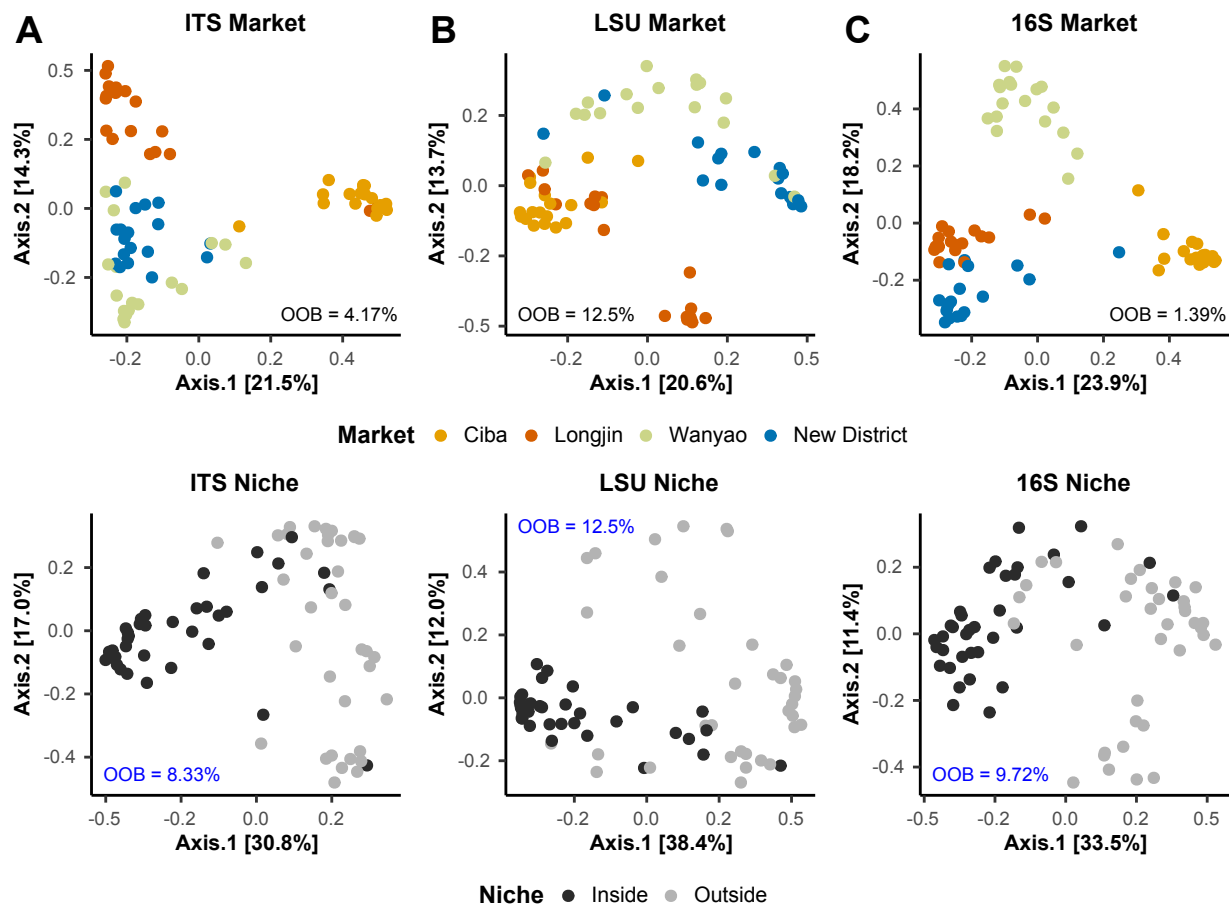 A
ITS Market
Axis.2 [14.3%]
0.5
0.2
0.0
-0.2
OOB = 4.17%
-0.2
0.0
0.2
0.4
Axis.1 [21.5%]
B
LSU Market
Axis.2 [13.7%]
0.2
0.0
-0.2
-0.5
OOB = 12.5%
-0.2
0.0
0.2
0.5
Axis.1 [20.6%]
C
16S Market
Axis.2 [18.2%]
0.4
0.2
0.0
-0.2
OOB = 1.39%
-0.2
0.0
0.2
0.4
Axis.1 [23.9%]
Market Ciba Longjin Wanyao New District
ITS Niche
Axis.2 [17.0%]
0.2
0.0
-0.2
-0.4
OOB = 8.33%
-0.5
-0.2
0.0
0.2
Axis.1 [30.8%]
LSU Niche
Axis.2 [12.0%]
OOB = 12.5%
0.4
0.2
0.0
-0.2
-0.2
0.0
0.2
0.5
Axis.1 [38.4%]
16S Niche
Axis.2 [11.4%]
0.2
0.0
-0.2
-0.4
OOB = 9.72%
-0.5
-0.2
0.0
0.2
0.5
Axis.1 [33.5%]
Niche Inside Outside